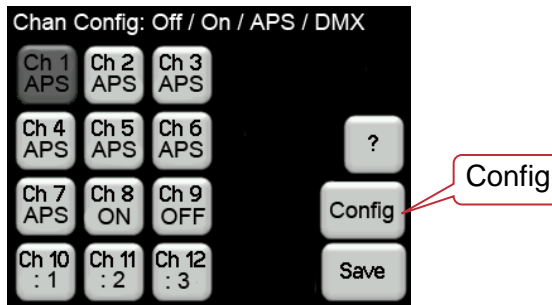 Chan Config: Off / On / APS / DMX
Ch 1
APS
Ch 2
APS
Ch 3
APS
Ch 4
APS
Ch 5
APS
Ch 6
APS
?
Ch 7
APS
Ch 8
ON
Ch 9
OFF
Config
Config
Ch 10
: 1
Ch 11
: 2
Ch 12
: 3
Save